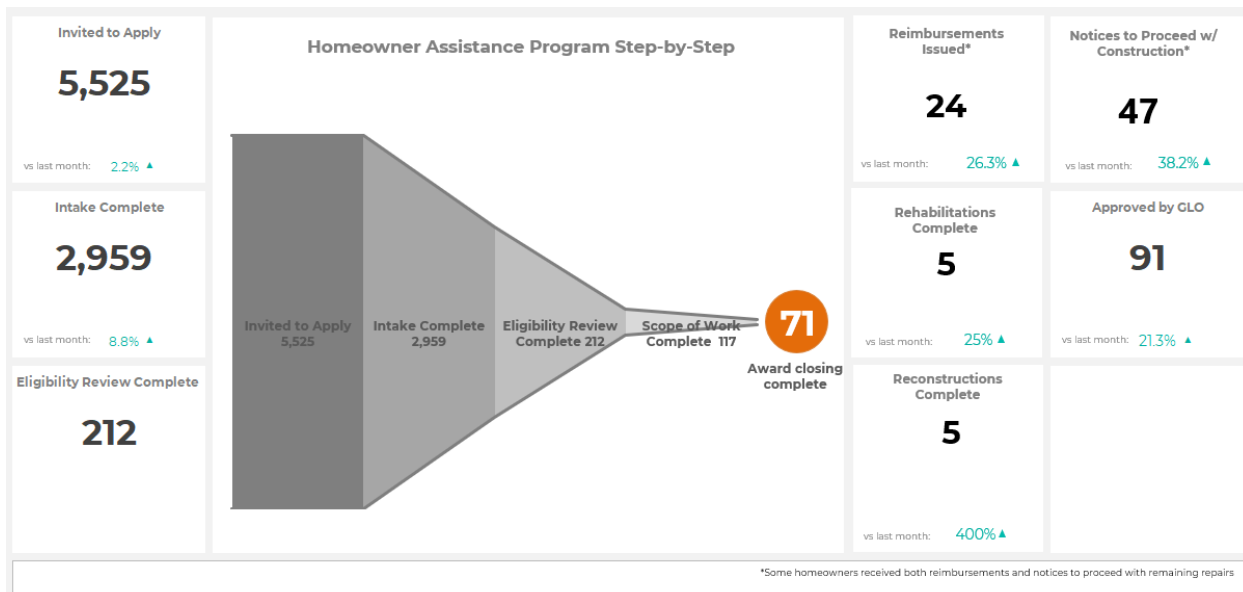 Invited to Apply
5,525
vs last month: 2.2% ▲
Intake Complete
2,959
vs last month: 8.8% ▲
Eligibility Review Complete
212
Homeowner Assistance Program Step-by-Step
Invited to Apply
5,525
Intake Complete
2,959
Eligibility Review
Complete 212
Scope of Work
Complete 117
71
Award closing
complete
Reimbursements
Issued*
24
vs last month: 26.3% ▲
Notices to Proceed w/
Construction*
47
vs last month: 38.2% ▲
Rehabilitations
Complete
5
vs last month: 25% ▲
Approved by GLO
91
vs last month: 21.3% ▲
Reconstructions
Complete
5
vs last month: 400% ▲
*Some homeowners received both reimbursements and notices to proceed with remaining repairs